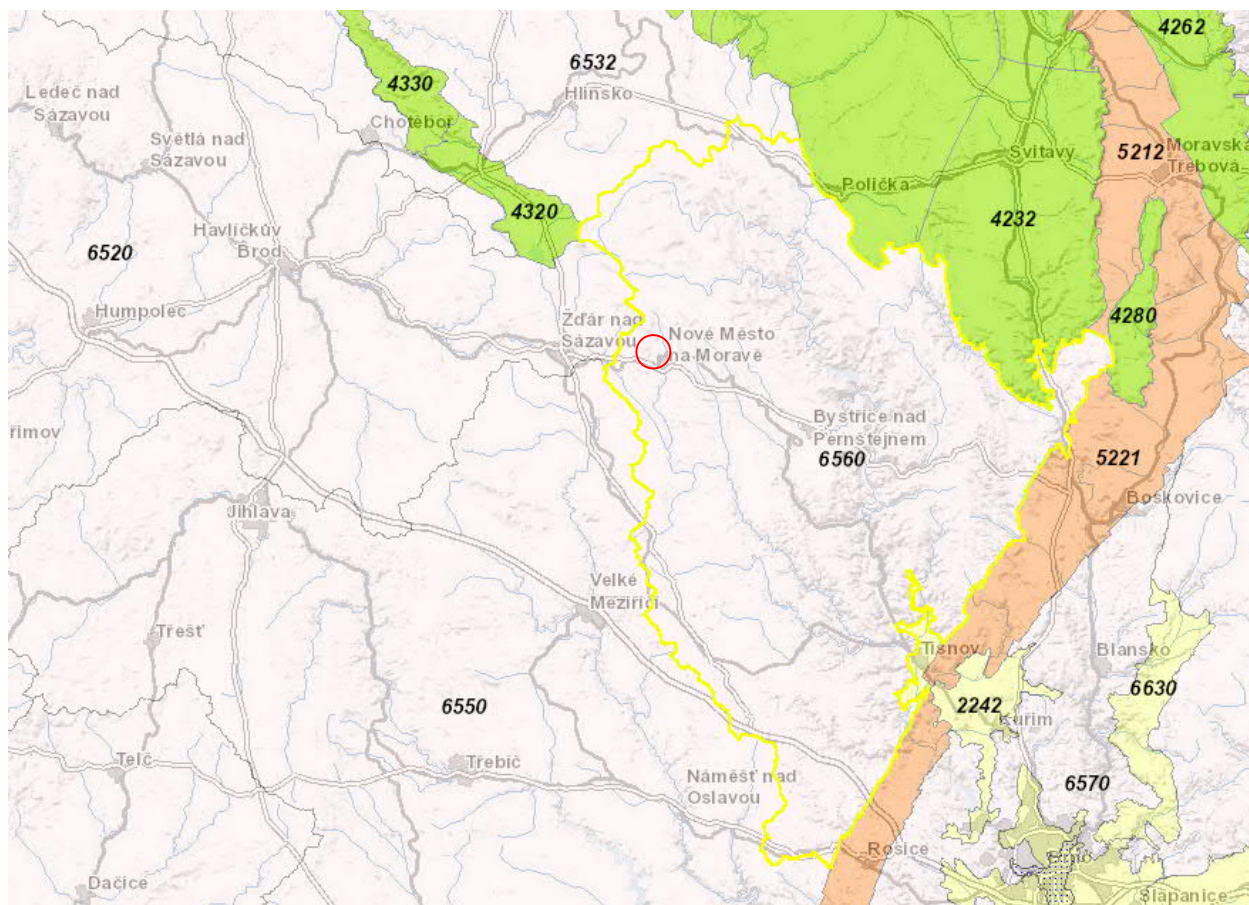 4262
6532
4330
Hlinsko
Ledeč nad
Sázavou
Chotěboř
Světlá nad
Sázavou
Svitavy
5212
Moravská
Třebová
Polička
4320
4232
Havlíčkův
Brod
6520
Humpolec
4280
Žďár nad
Sázavou
Nové Město
na Moravě
Bystřice nad
Pernštejnem
6560
5221
Boskovice
Jihlava
Velké
Meziříčí
Třešť
Tišnov
Blansko
6630
2242
Kuřim
6550
Telč
Třebíč
Náměšť nad
Oslavou
6570
Rosice
Brno
Dačice
Šlapanice